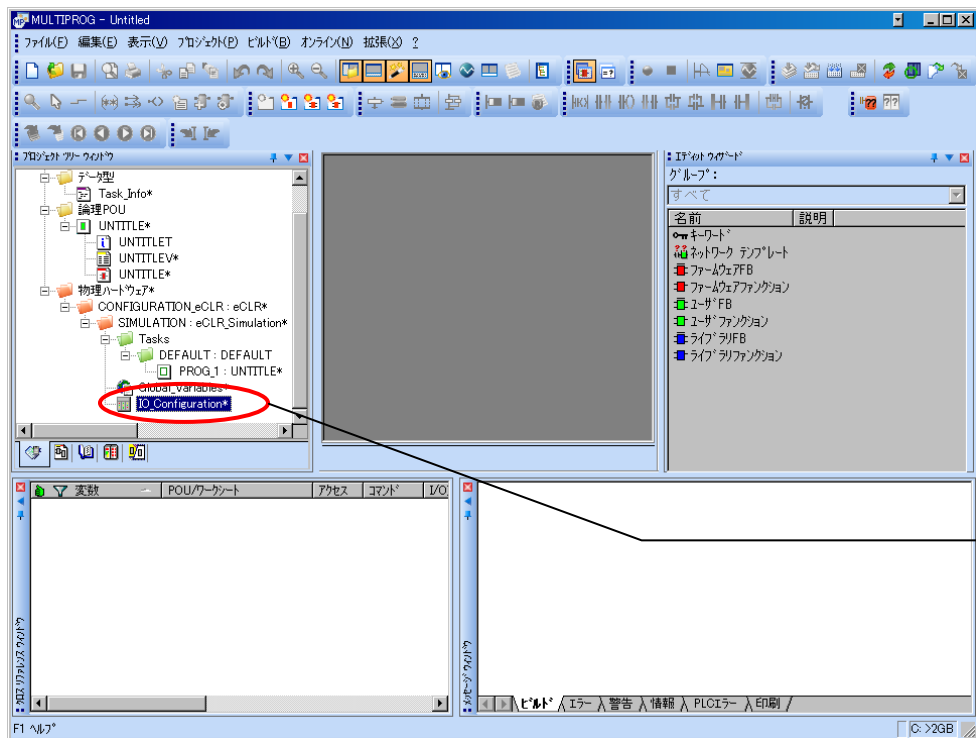 MULTIPROG - Untitled
ファイル(F) 編集(E) 表示(V) プロジェクト(P) ビルド(B) オンライン(N) 拡張(X) ?
プロジェクト ツリー ウィンドウ
データ型
Task_Info*
論理POU
UNTITLE*
UNTITLET
UNTITLEV*
UNTITLE*
物理ハードウェア*
CONFIGURATION_eCLR : eCLR*
SIMULATION : eCLR_Simulation*
Tasks
DEFAULT : DEFAULT
PROG_1 : UNTITLE*
Global_Variables*
IO_Configuration*
エディット ウィザード
グループ:
すべて
名前 説明
キーワード
ネットワーク テンプレート
ファームウェアFB
ファームウェアファンクション
ユーザFB
ユーザファンクション
ライブラリFB
ライブラリファンクション
変数 POU/ワークシート アクセス コマンド I/O
クロス リファレンス ウィンドウ
メッセージ ウィンドウ
ビルド エラー 警告 情報 PLCエラー 印刷
F1 ヘルプ
C: >2GB